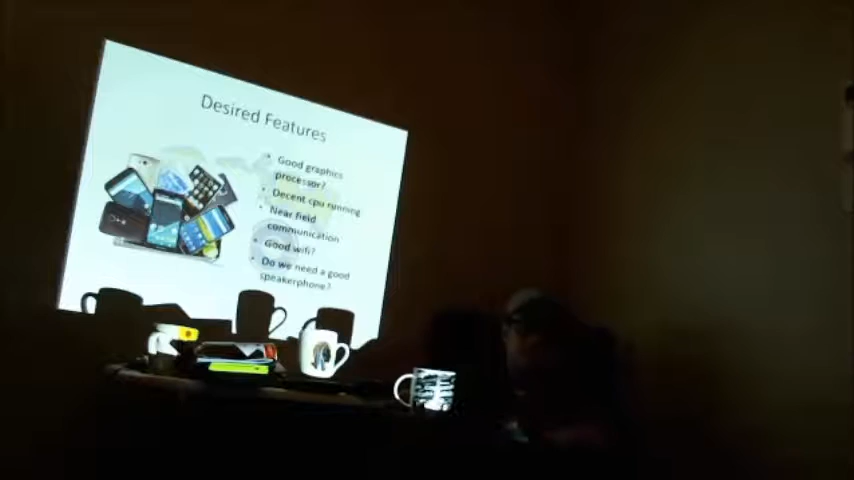 Desired Features
• Good graphics
processor?
• Decent cpu running
• Near field
communication
• Good wifi?
• Do we need a good
speakerphone?